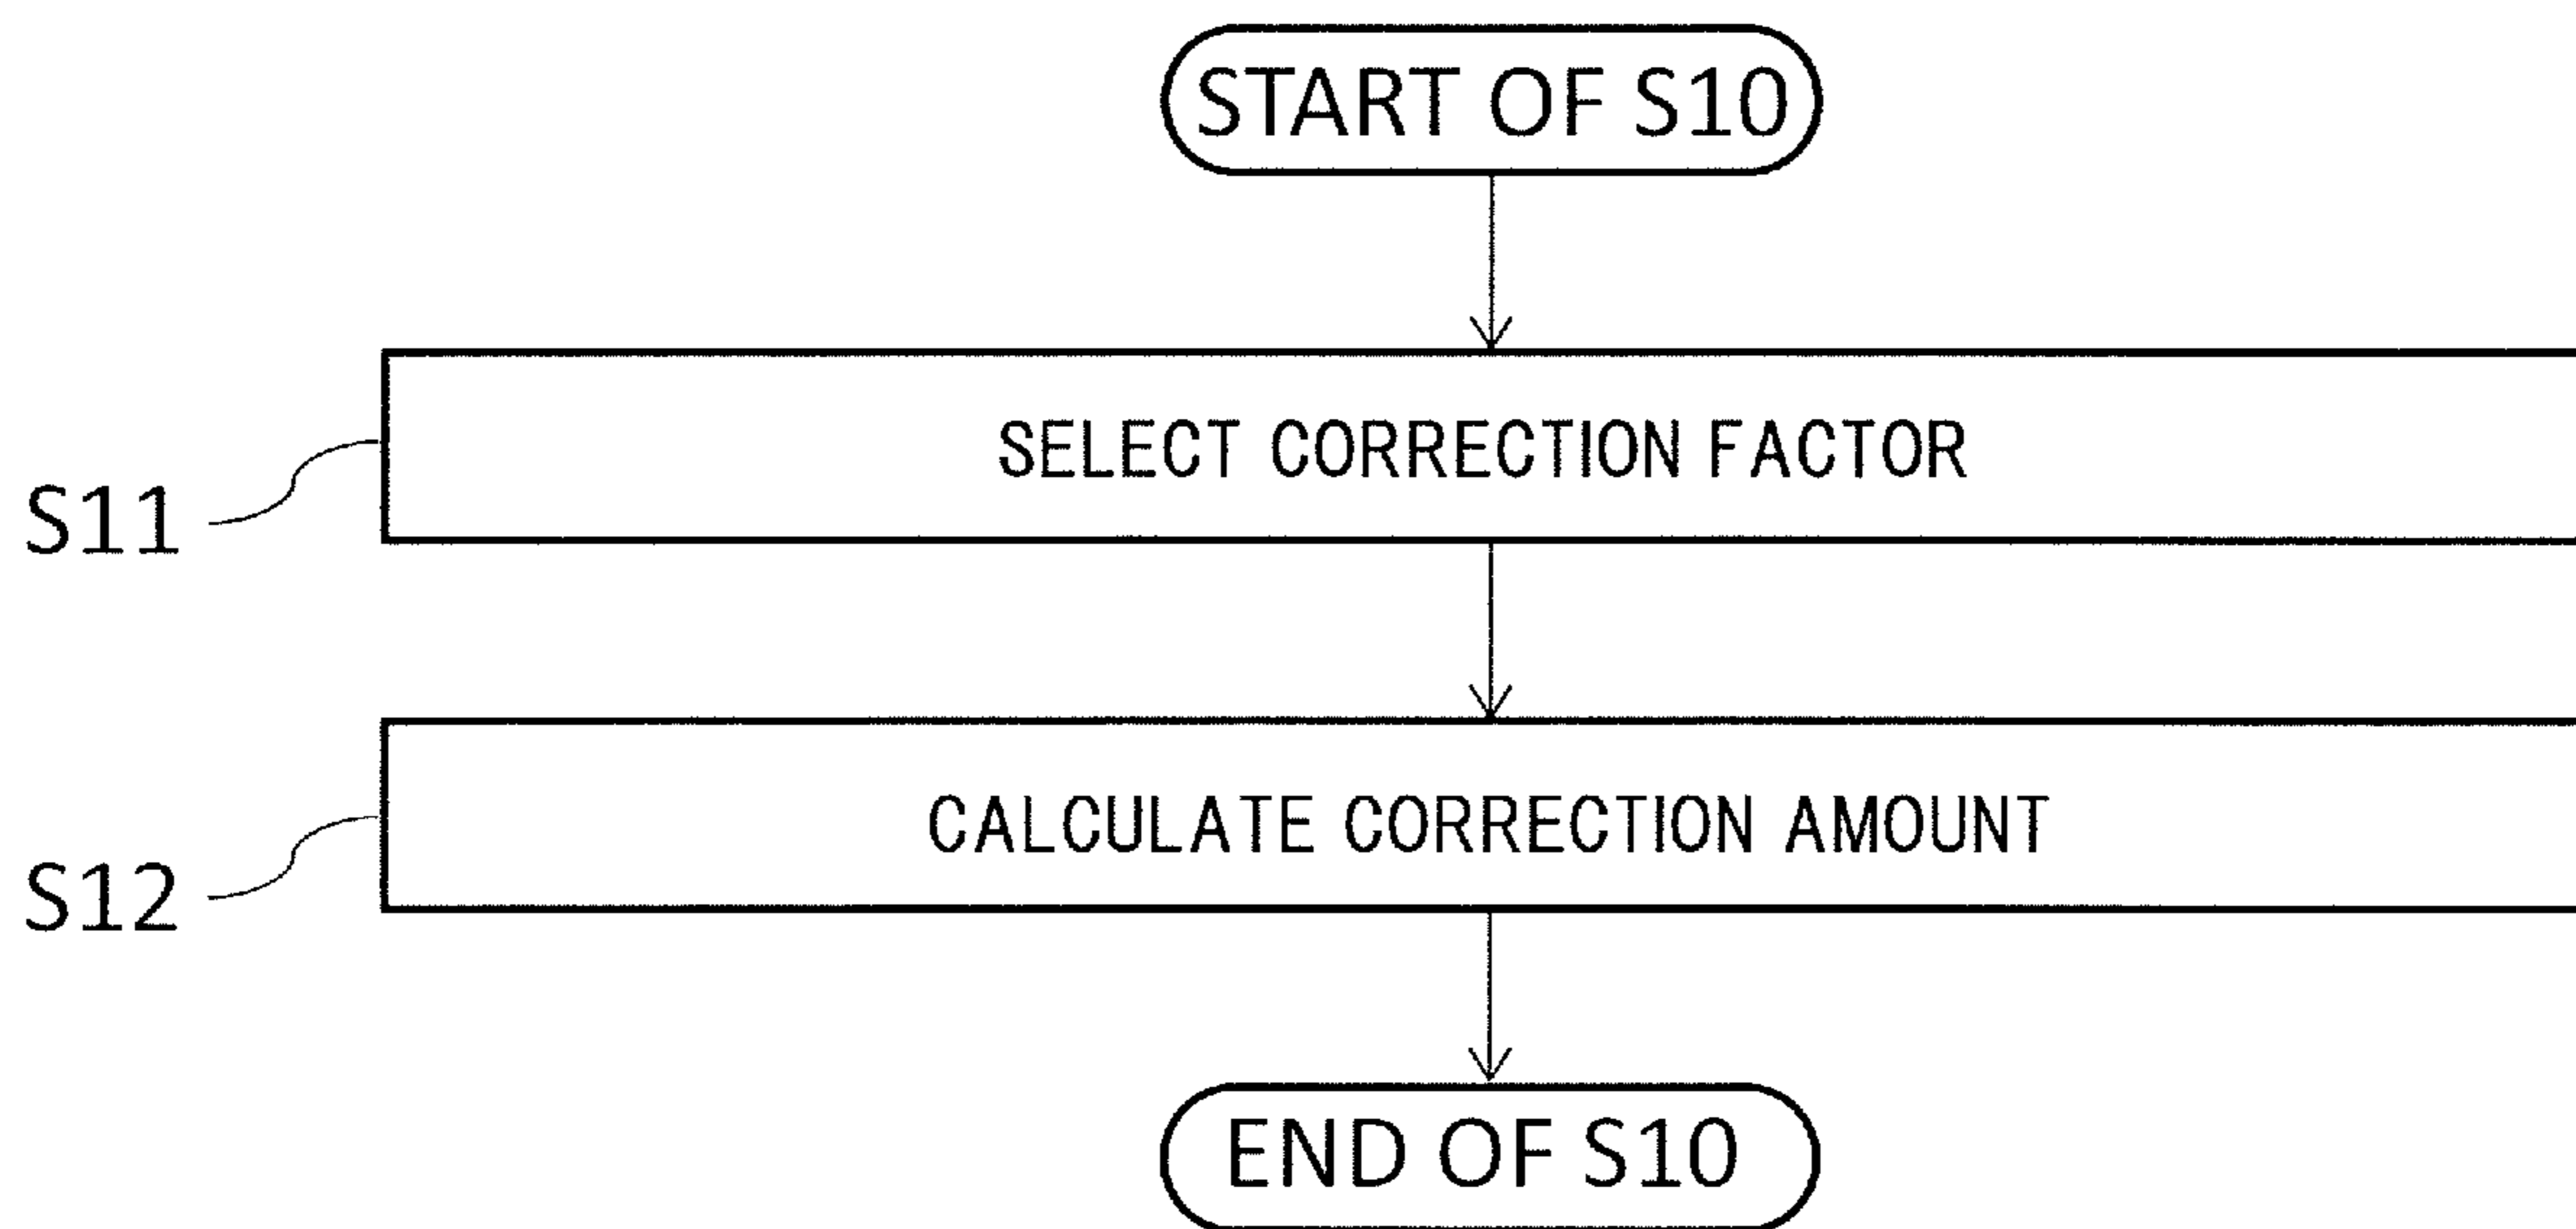 START OF S10
SELECT CORRECTION FACTOR
S11
CALCULATE CORRECTION AMOUNT
S12
END OF S10